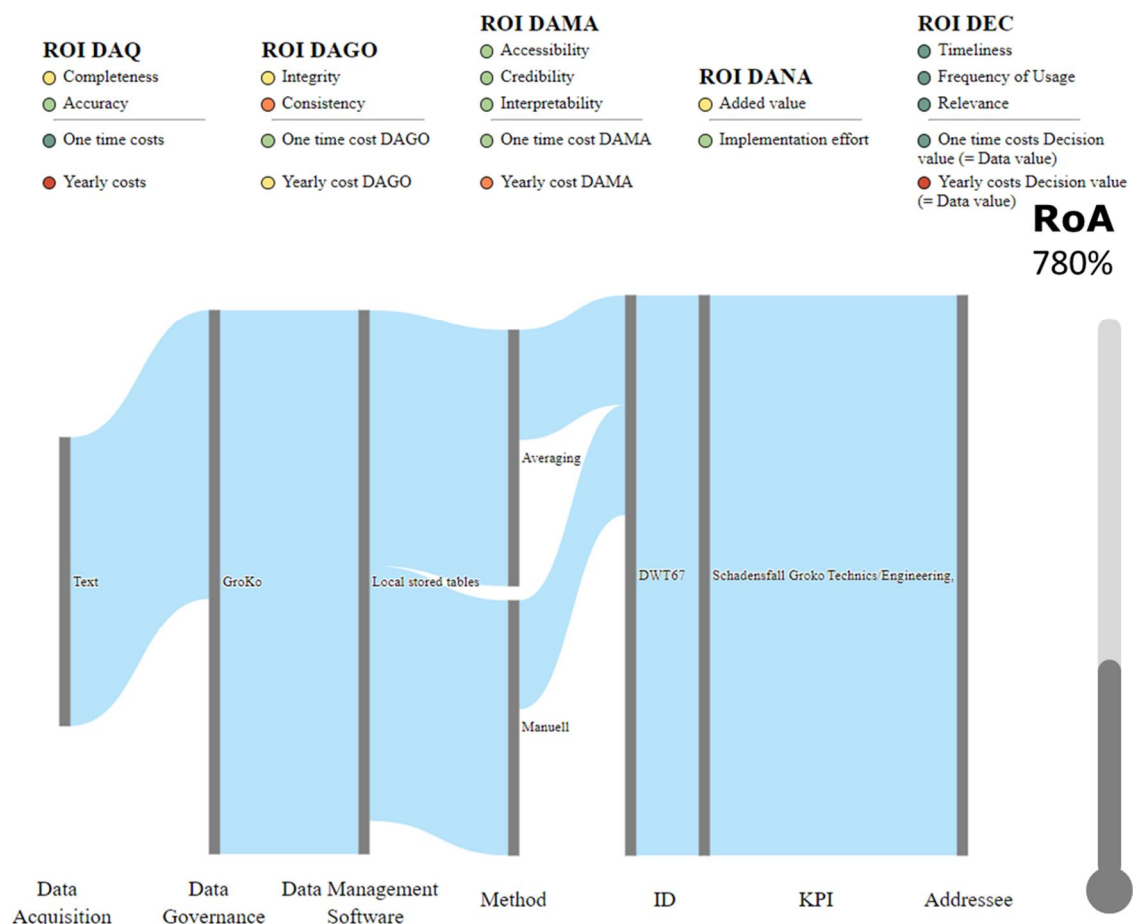 ROI DAQ
Completeness
Accuracy
One time costs
Yearly costs
ROI DAGO
Integrity
Consistency
One time cost DAGO
Yearly cost DAGO
ROI DAMA
Accessibility
Credibility
Interpretability
One time cost DAMA
Yearly cost DAMA
ROI DANA
Added value
Implementation effort
ROI DEC
Timeliness
Frequency of Usage
Relevance
One time costs Decision
value (= Data value)
Yearly costs Decision value
(= Data value)
RoA
780%
Text
GroKo
Local stored tables
Averaging
Manuell
DWT67
Schadensfall Groko Technics/Engineering,
Data
Acquisition
Data
Governance
Data Management
Software
Method
ID
KPI
Addressee